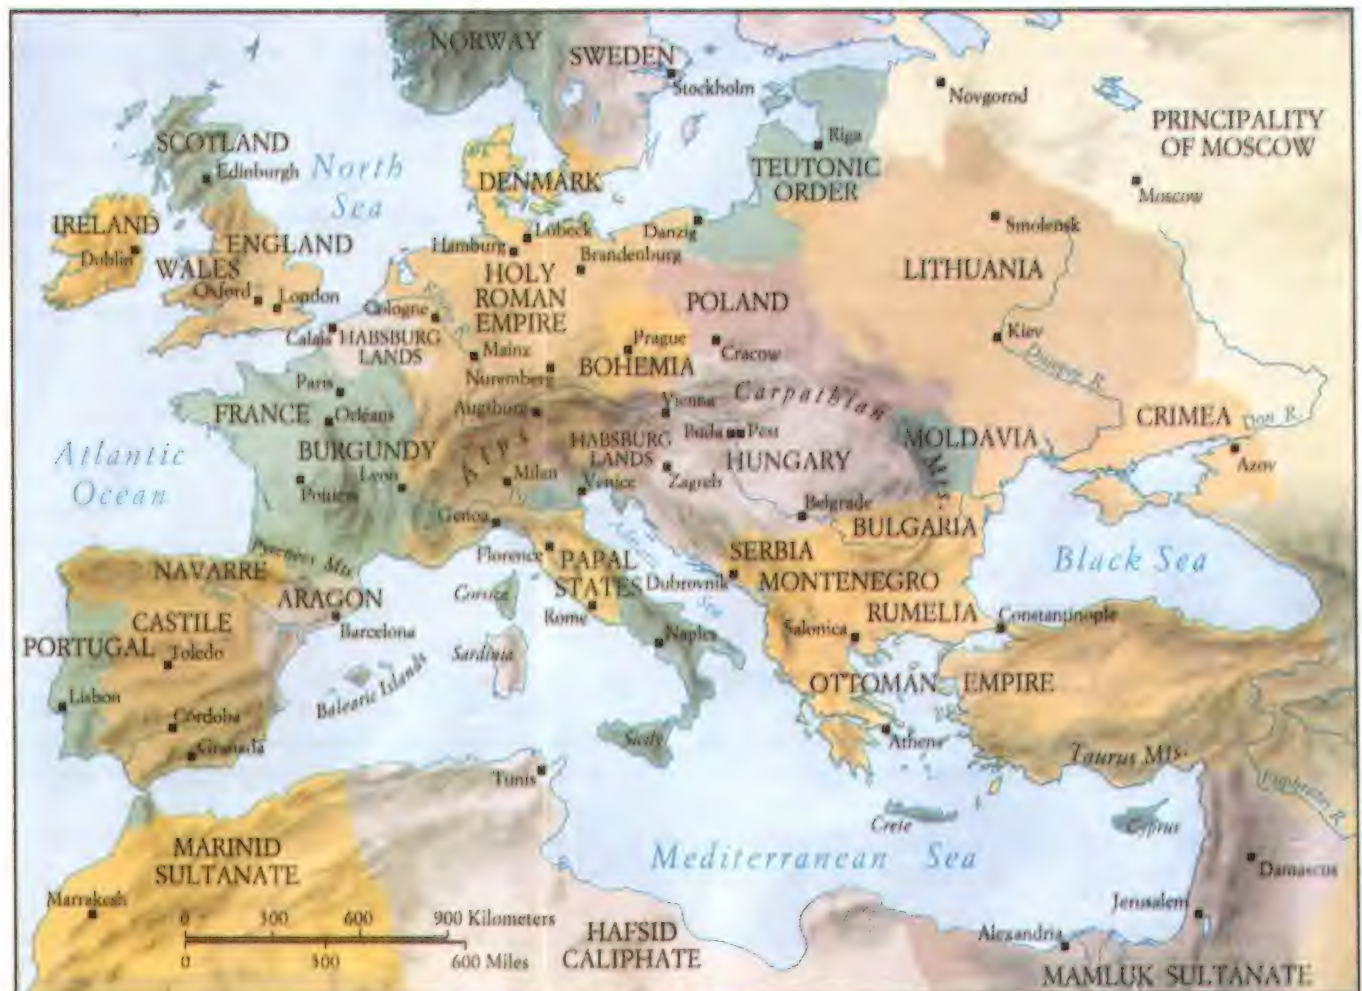 NORWAY
SWEDEN
Stockholm
Novgorod
PRINCIPALITY
OF MOSCOW
Moscow
SCOTLAND
Edinburgh
North
Sea
Riga
TEUTONIC
ORDER
DENMARK
IRELAND
Dublin
ENGLAND
WALES
Oxford
London
Hamburg
Lübeck
Danzig
Brandenburg
Smolensk
LITHUANIA
HOLY
ROMAN
EMPIRE
Cologne
POLAND
Calais
HABSBURG
LANDS
Mainz
Prague
BOHEMIA
Cracow
Kiev
Dnieper R.
Nuremberg
Paris
FRANCE
Orléans
Augsburg
Vienna
Carpathian
Mts.
CRIMEA
Don R.
Azov
Atlantic
Ocean
BURGUNDY
Lyon
Poitiers
Alps
Milan
HABSBURG
LANDS
Buda
Pest
HUNGARY
MOLDAVIA
Zagreb
Venice
Genoa
Belgrade
BULGARIA
Black Sea
Pyrenees Mts.
NAVARRE
Florence
PAPAL
STATES
Adriatic
Sea
SERBIA
Dubrovnik
MONTENEGRO
RUMELIA
Constantinople
Corsica
Rome
ARAGON
Barcelona
CASTILE
PORTUGAL
Toledo
Naples
Salonica
Sardinia
Balearic Islands
Lisbon
Córdoba
Granada
OTTOMAN EMPIRE
Sicily
Athens
Taurus Mts.
Euphrates R.
Tunis
Crete
Cyprus
MARINID
SULTANATE
Mediterranean Sea
Damascus
Marrakesh
Jerusalem
0 300 600 900 Kilometers
0 300 600 Miles
HAFSID
CALIPHATE
Alexandria
MAMLUK SULTANATE